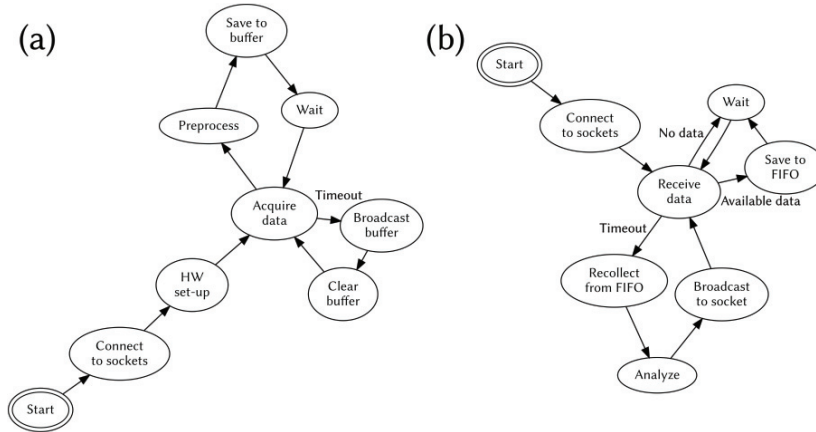 (a)
Save to
buffer
Preprocess
Wait
Timeout
Acquire
data
Broadcast
buffer
HW
set-up
Clear
buffer
Connect
to sockets
Start
(b)
Start
Connect
to sockets
Wait
No data
Save to
FIFO
Receive
data
Available data
Timeout
Recollect
from FIFO
Broadcast
to socket
Analyze